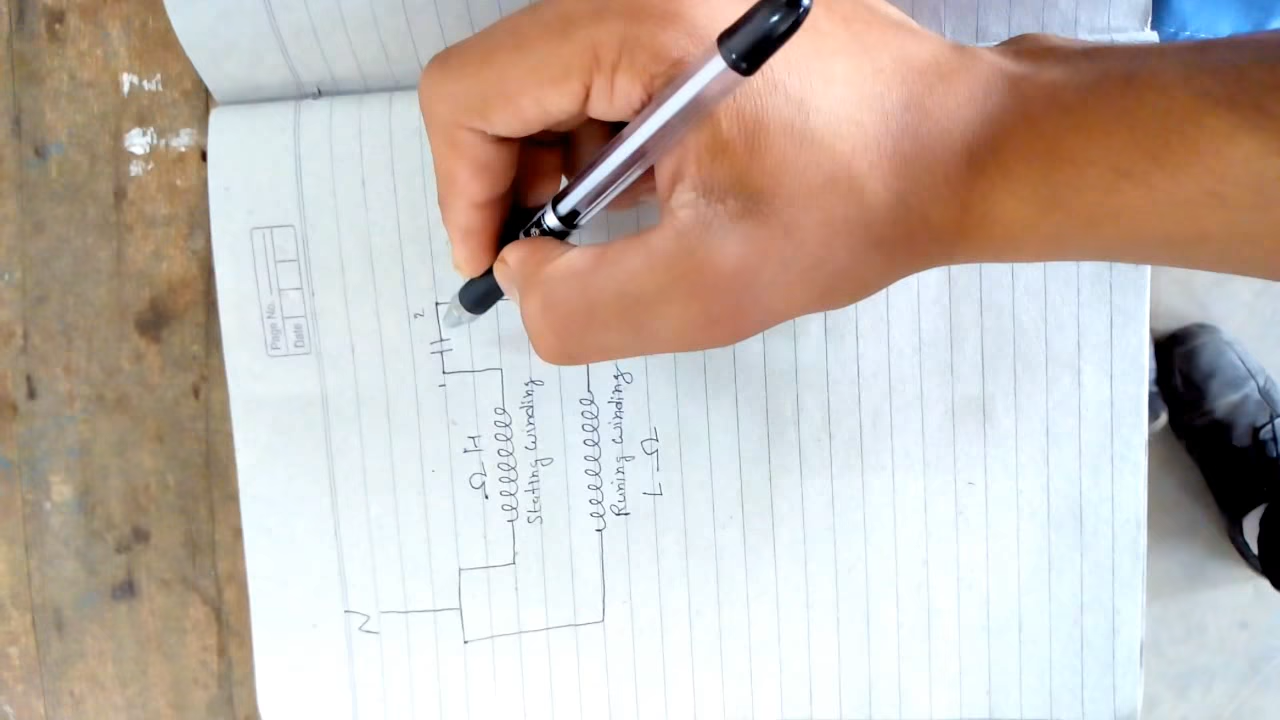 Page No.
Date
N
2
1
Ω H
Stating winding
Runing winding
L Ω